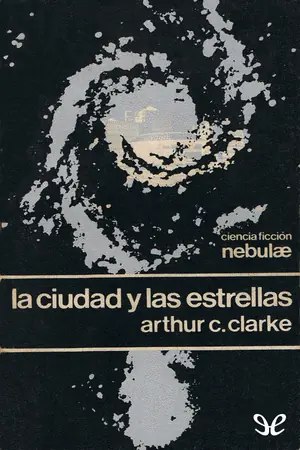 ciencia ficción
nebulæ
la ciudad y las estrellas
arthur c. clarke